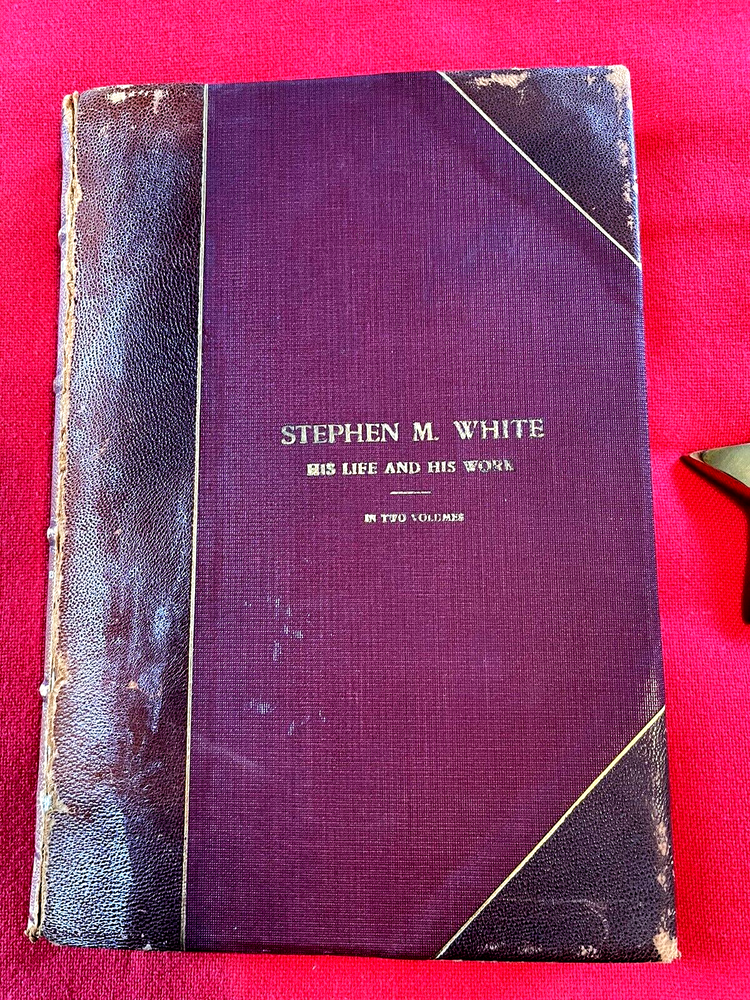 STEPHEN M. WHITE
HIS LIFE AND HIS WORK
IN TWO VOLUMES